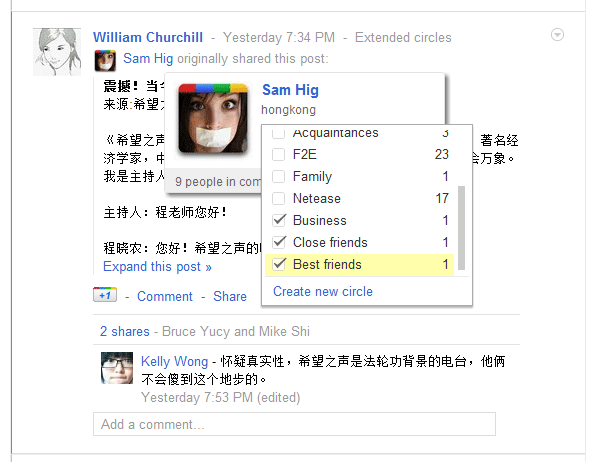 William Churchill - Yesterday 7:34 PM - Extended circles
Sam Hig originally shared this post:
震撼！当
来源:希望
Sam Hig
hongkong
9 people in com
《希望之声
著名经
济学家，中
会万象。
我是主持人
主持人：程老师您好！
程晓农：您好！希望之声的
Expand this post »
Acquaintances 3
F2E 23
Family 1
Netease 17
Business 1
Close friends 1
Best friends 1
Create new circle
+1 - Comment - Share
2 shares - Bruce Yucy and Mike Shi
Kelly Wong - 怀疑真实性，希望之声是法轮功背景的电台，他俩
不会傻到这个地步的。
Yesterday 7:53 PM (edited)
Add a comment...